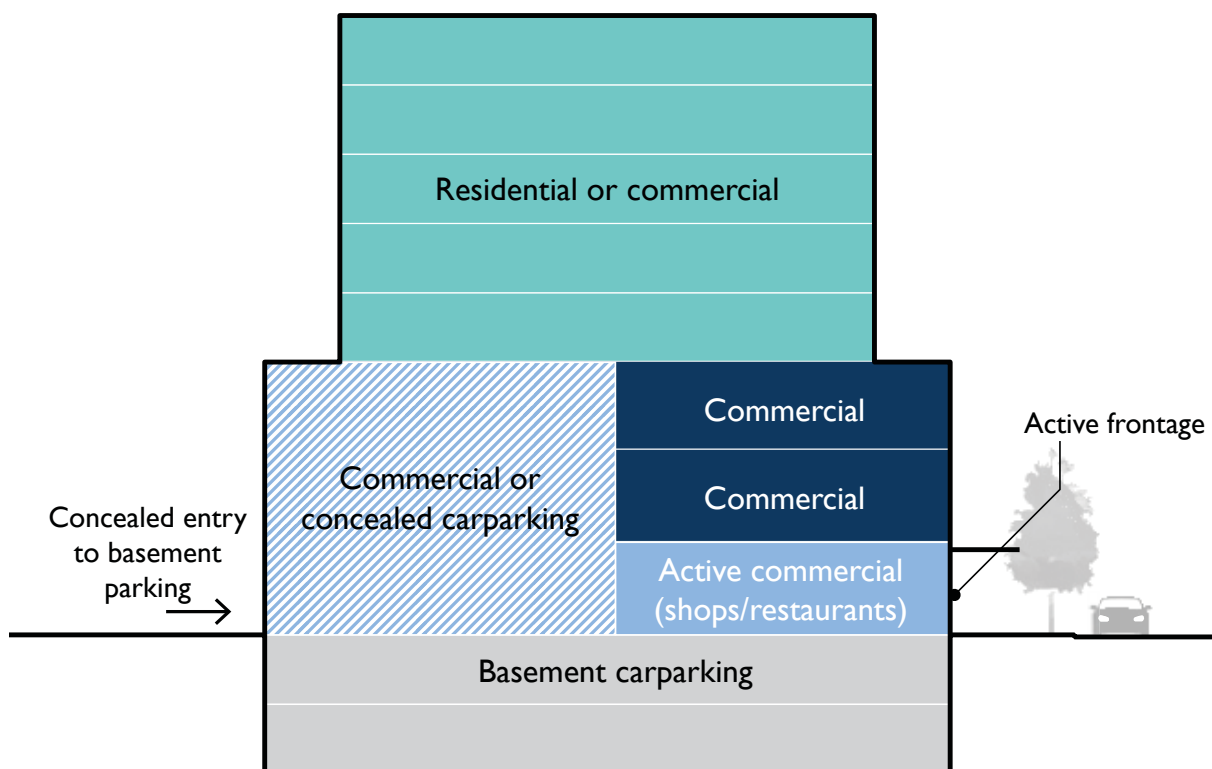 Residential or commercial
Commercial
Active frontage
Commercial or
concealed carparking
Commercial
Concealed entry
to basement
parking
Active commercial
(shops/restaurants)
Basement carparking